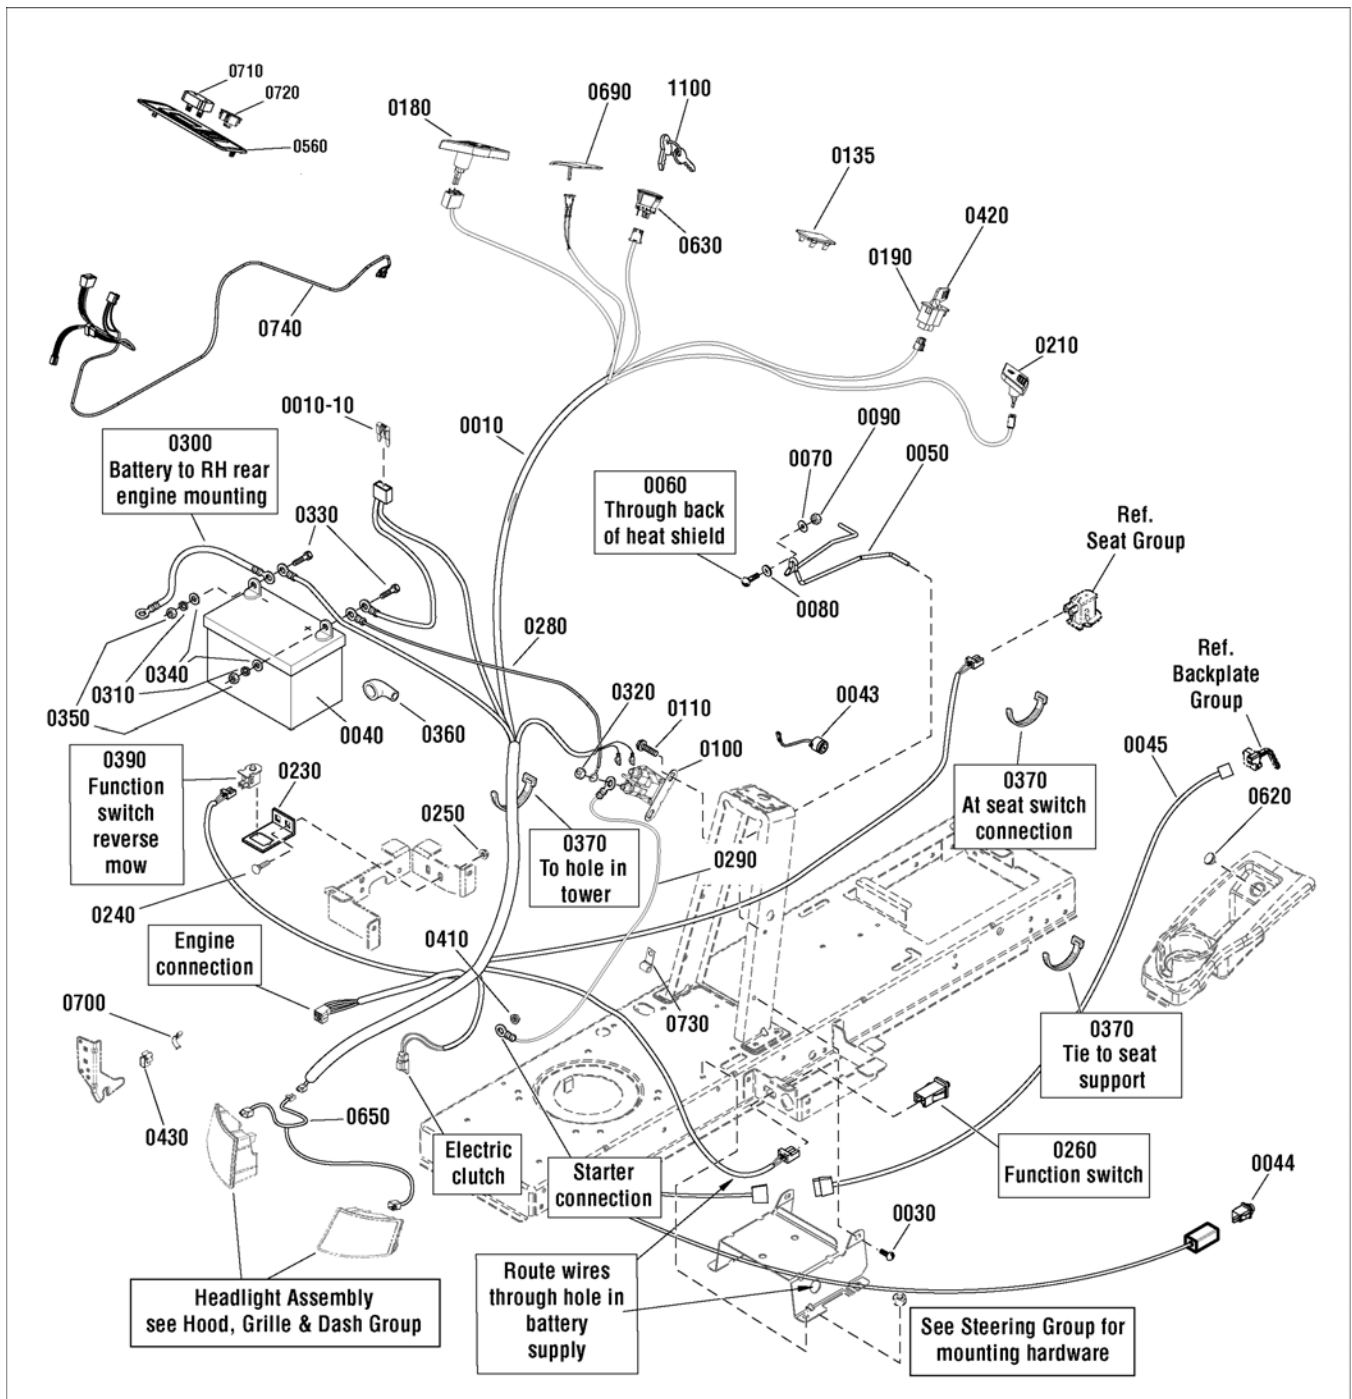 0710
0720
0560
0180
0690
1100
0135
0630
0420
0190
0740
0210
0010-10
0010
0090
0300
Battery to RH rear
engine mounting
0070
0050
0060
Through back
of heat shield
0330
Ref.
Seat Group
0080
0280
0340
0310
0350
0320
0110
0043
Ref.
Backplate
Group
0040
0360
0100
0045
0390
Function
switch
reverse
mow
0230
0370
At seat switch
connection
0620
0250
0370
To hole in
tower
0290
0240
0410
Engine
connection
0700
0730
0370
Tie to seat
support
0430
0650
Electric
clutch
Starter
connection
0260
Function switch
0044
0030
Route wires
through hole in
battery
supply
Headlight Assembly
see Hood, Grille & Dash Group
See Steering Group for
mounting hardware